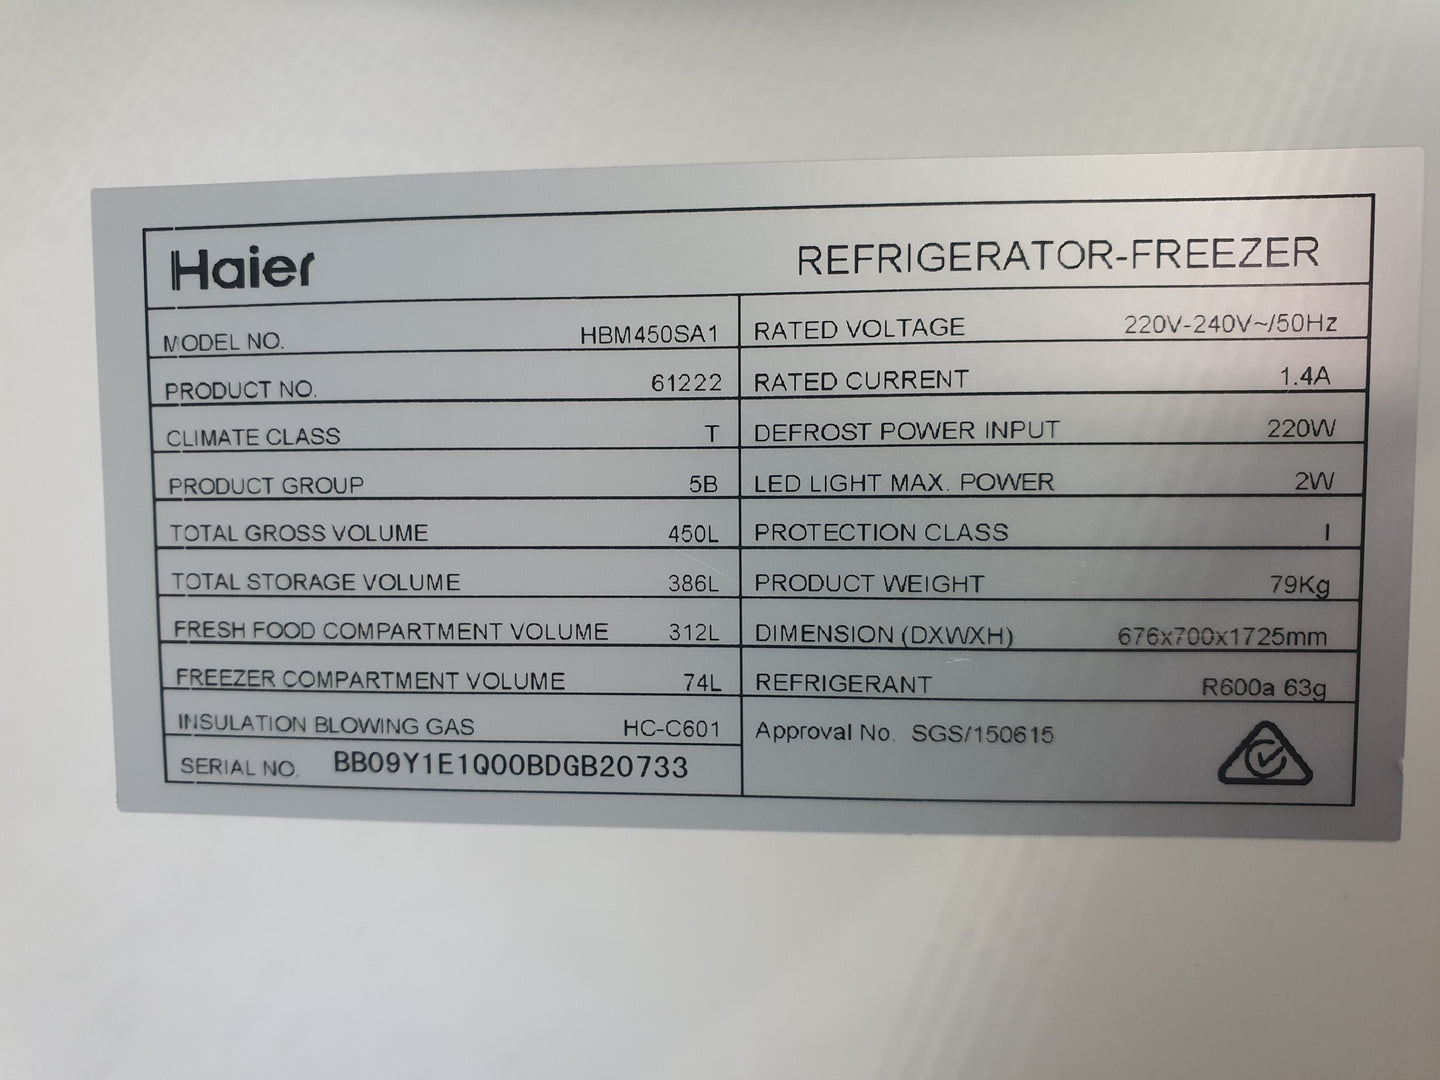 Haier REFRIGERATOR-FREEZER
MODEL NO. HBM450SA1
PRODUCT NO. 61222
CLIMATE CLASS T
PRODUCT GROUP 5B
TOTAL GROSS VOLUME 450L
TOTAL STORAGE VOLUME 386L
FRESH FOOD COMPARTMENT VOLUME 312L
FREEZER COMPARTMENT VOLUME 74L
INSULATION BLOWING GAS HC-C601
SERIAL NO. BB09Y1E1Q00BDGB20733
RATED VOLTAGE 220V-240V~/50Hz
RATED CURRENT 1.4A
DEFROST POWER INPUT 220W
LED LIGHT MAX. POWER 2W
PROTECTION CLASS I
PRODUCT WEIGHT 79Kg
DIMENSION (DXWXH) 676x700x1725mm
REFRIGERANT R600a 63g
Approval No. SGS/150615